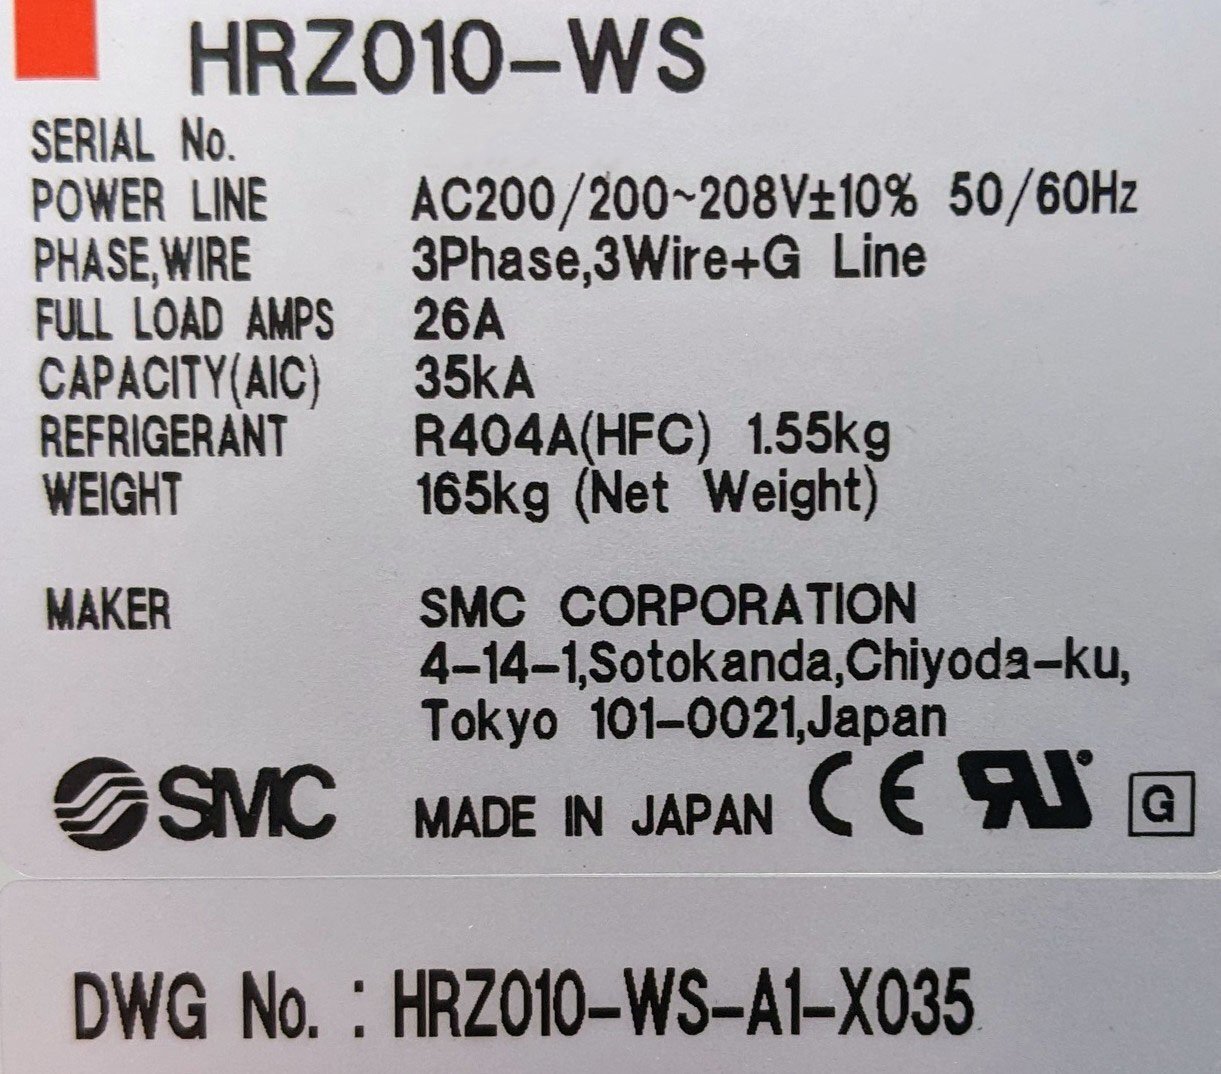 HRZ010-WS
SERIAL No.
POWER LINE AC200/200~208V±10% 50/60Hz
PHASE,WIRE 3Phase,3Wire+G Line
FULL LOAD AMPS 26A
CAPACITY(AIC) 35kA
REFRIGERANT R404A(HFC) 1.55kg
WEIGHT 165kg (Net Weight)
MAKER SMC CORPORATION
4-14-1,Sotokanda,Chiyoda-ku,
Tokyo 101-0021,Japan
SMC MADE IN JAPAN CE RU G
DWG No. : HRZ010-WS-A1-X035